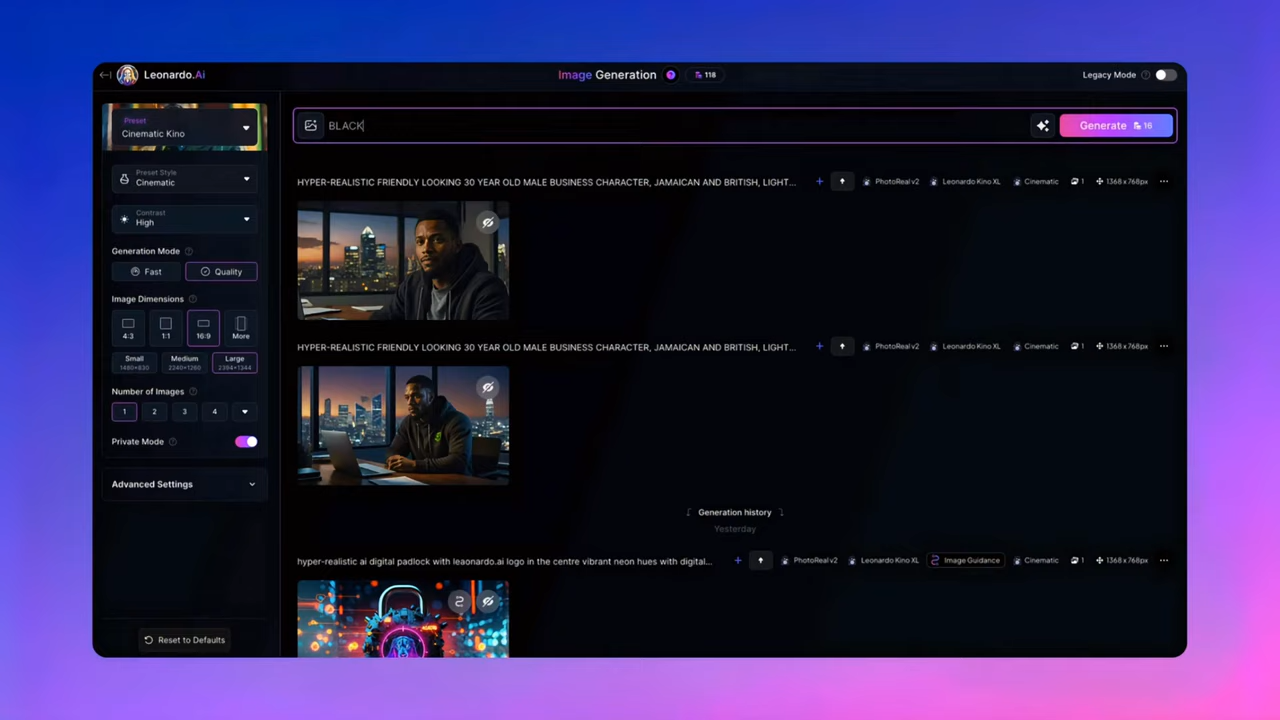 Leonardo.Ai
Image Generation
118
Legacy Mode
Preset
Cinematic Kino
Preset Style
Cinematic
Contrast
High
Generation Mode
Fast
Quality
Image Dimensions
4:3
1:1
16:9
More
Small
1480×830
Medium
2240×1260
Large
2394×1344
Number of Images
1
2
3
4
Private Mode
Advanced Settings
Reset to Defaults
BLACK
Generate 16
HYPER-REALISTIC FRIENDLY LOOKING 30 YEAR OLD MALE BUSINESS CHARACTER, JAMAICAN AND BRITISH, LIGHT...
PhotoReal v2 Leonardo Kino XL Cinematic 1 1368 x 768px
HYPER-REALISTIC FRIENDLY LOOKING 30 YEAR OLD MALE BUSINESS CHARACTER, JAMAICAN AND BRITISH, LIGHT...
PhotoReal v2 Leonardo Kino XL Cinematic 1 1368 x 768px
Generation history
Yesterday
hyper-realistic ai digital padlock with leaonardo.ai logo in the centre vibrant neon hues with digital...
PhotoReal v2 Leonardo Kino XL Image Guidance Cinematic 1 1368 x 768px